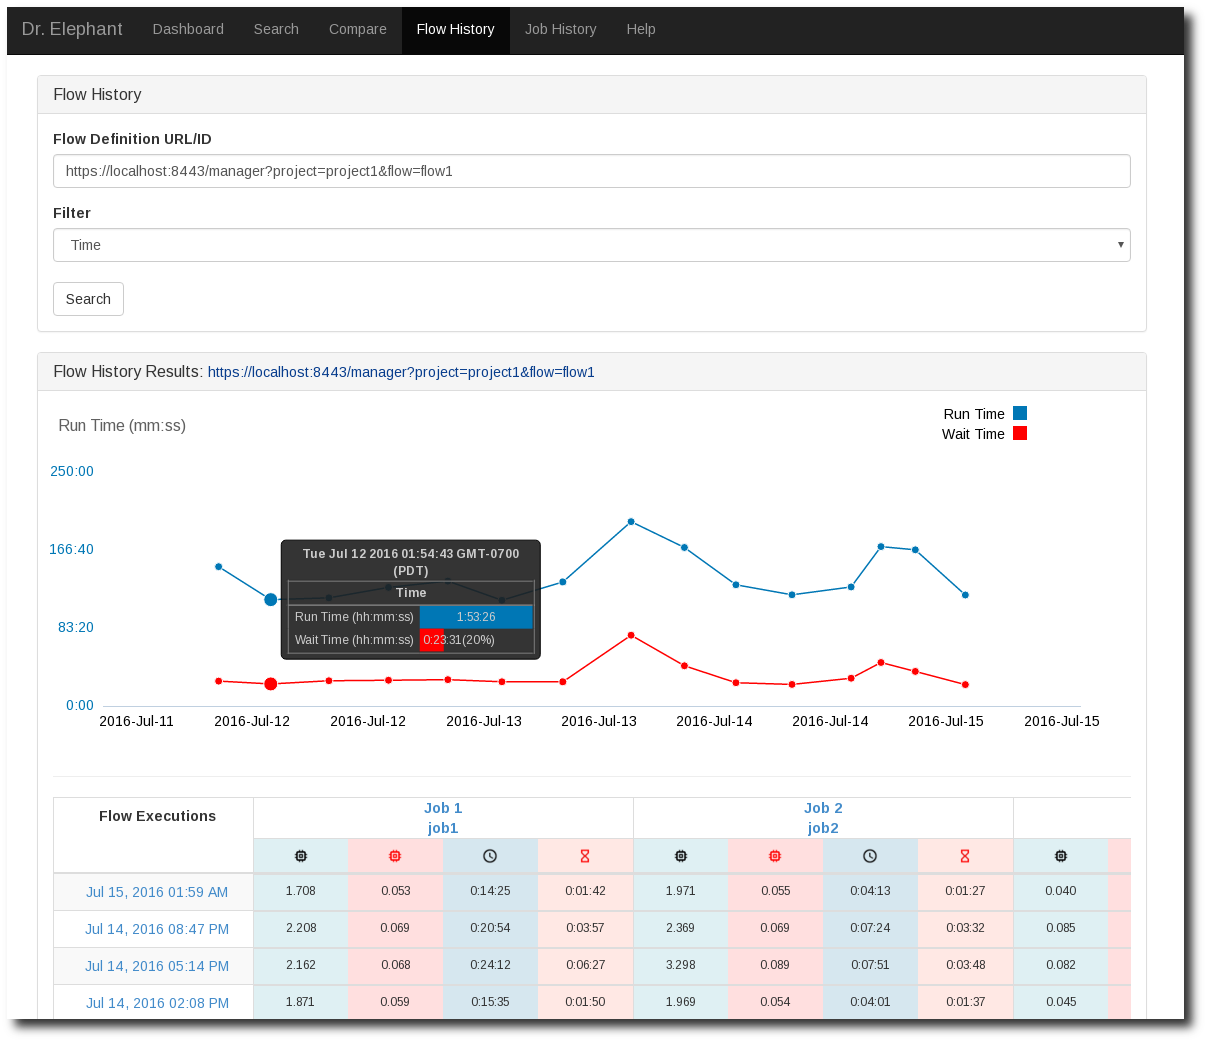 Dr. Elephant Dashboard Search Compare Flow History Job History Help
Flow History
Flow Definition URL/ID
https://localhost:8443/manager?project=project1&flow=flow1
Filter
Time
Search
Flow History Results: https://localhost:8443/manager?project=project1&flow=flow1
Run Time (mm:ss)
Run Time
Wait Time
250:00
166:40
83:20
0:00
Tue Jul 12 2016 01:54:43 GMT-0700
(PDT)
Time
Run Time (hh:mm:ss) 1:53:26
Wait Time (hh:mm:ss) 0:23:31(20%)
2016-Jul-11 2016-Jul-12 2016-Jul-12 2016-Jul-13 2016-Jul-13 2016-Jul-14 2016-Jul-14 2016-Jul-15 2016-Jul-15
Flow Executions
Job 1
job1
Job 2
job2
Jul 15, 2016 01:59 AM 1.708 0.053 0:14:25 0:01:42 1.971 0.055 0:04:13 0:01:27 0.040
Jul 14, 2016 08:47 PM 2.208 0.069 0:20:54 0:03:57 2.369 0.069 0:07:24 0:03:32 0.085
Jul 14, 2016 05:14 PM 2.162 0.068 0:24:12 0:06:27 3.298 0.089 0:07:51 0:03:48 0.082
Jul 14, 2016 02:08 PM 1.871 0.059 0:15:35 0:01:50 1.969 0.054 0:04:01 0:01:37 0.045